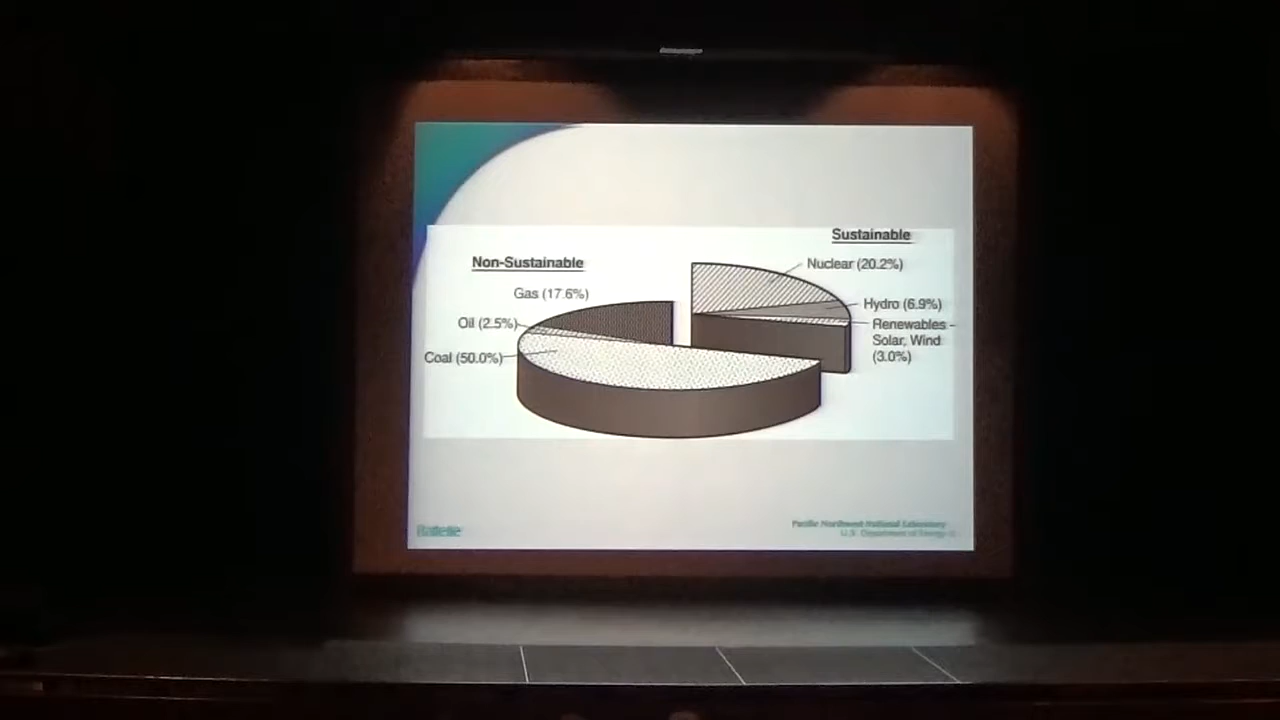 Sustainable
Nuclear (20.2%)
Non-Sustainable
Gas (17.6%)
Hydro (6.9%)
Oil (2.5%)
Renewables -
Solar, Wind
(3.0%)
Coal (50.0%)
Battelle
Pacific Northwest National Laboratory
U.S. Department of Energy